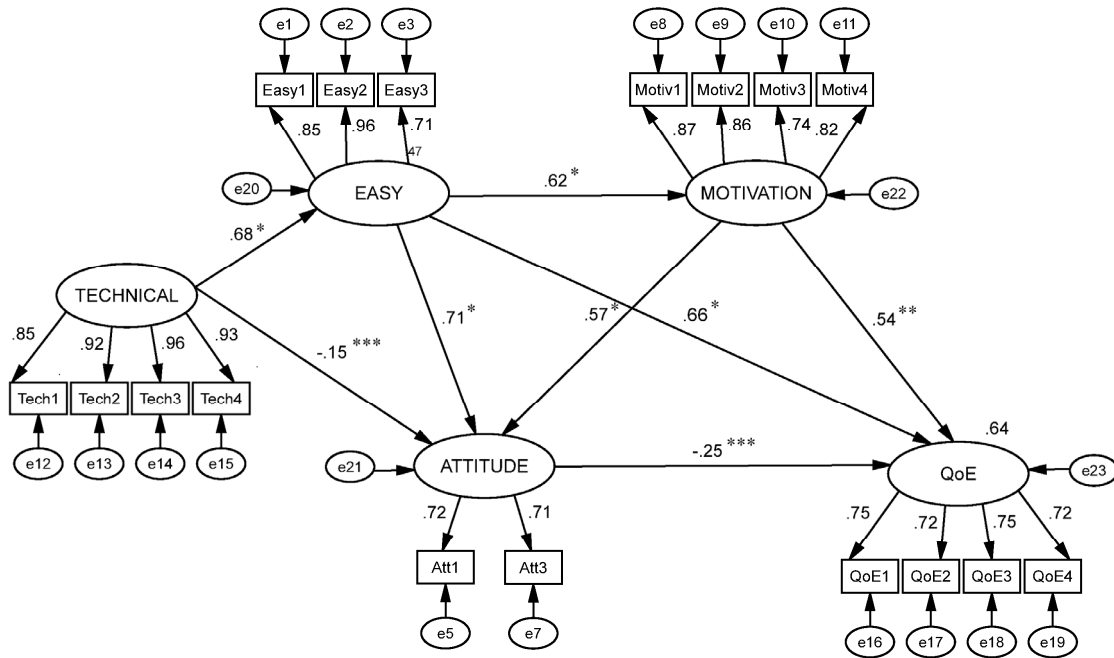 e1 e2 e3 e8 e9 e10 e11
Easy1 Easy2 Easy3 Motiv1 Motiv2 Motiv3 Motiv4
.85 .96 .71 .87 .86 .74 .82
.47
e20 EASY .62* MOTIVATION e22
.68*
TECHNICAL
.85 .92 .96 .93 -.15*** .71* .57* .66* .54**
Tech1 Tech2 Tech3 Tech4
.64
e12 e13 e14 e15 e21 ATTITUDE -.25*** QoE e23
.72 .71 .75 .72 .75 .72
Att1 Att3 QoE1 QoE2 QoE3 QoE4
e5 e7 e16 e17 e18 e19